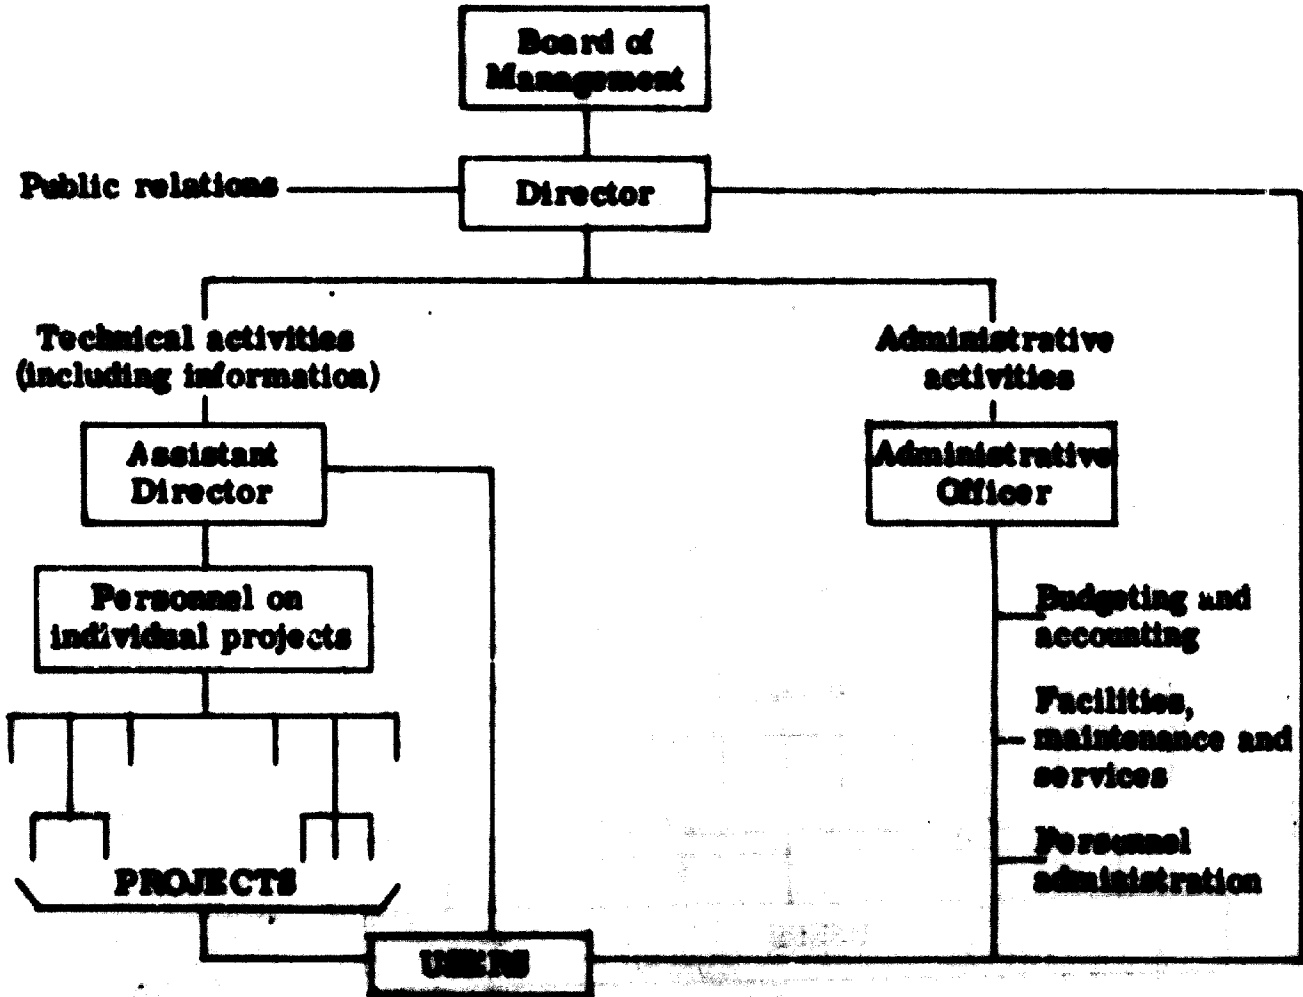 Board of
Management
Public relations
Director
Technical activities
(including information)
Administrative
activities
Assistant
Director
Administrative
Officer
Personnel on
individual projects
Budgeting and
accounting
Facilities,
maintenance and
services
Personnel
administration
PROJECTS
USERS